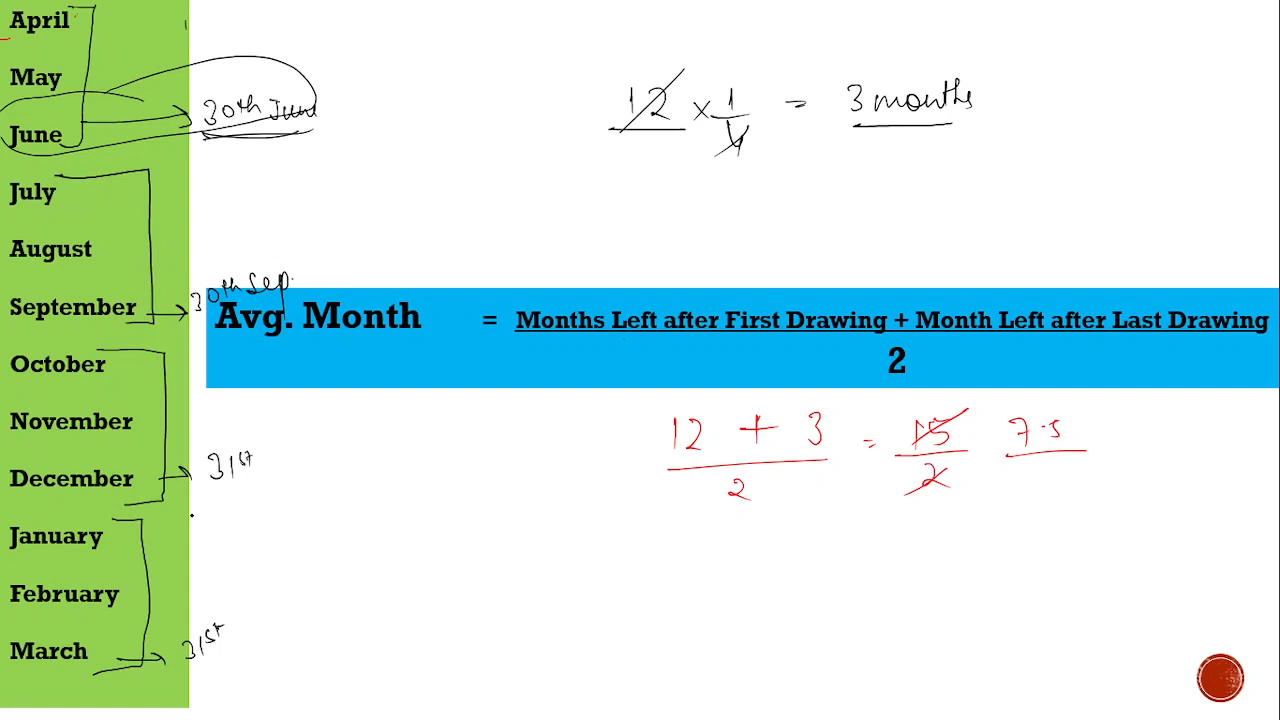 April
May
June
July
August
September
October
November
December
January
February
March
30th June
30th Sep.
31st
31st
12 × 1/4 = 3 months
Avg. Month = Months Left after First Drawing + Month Left after Last Drawing
2
12 + 3 = 15 7.5
2 2